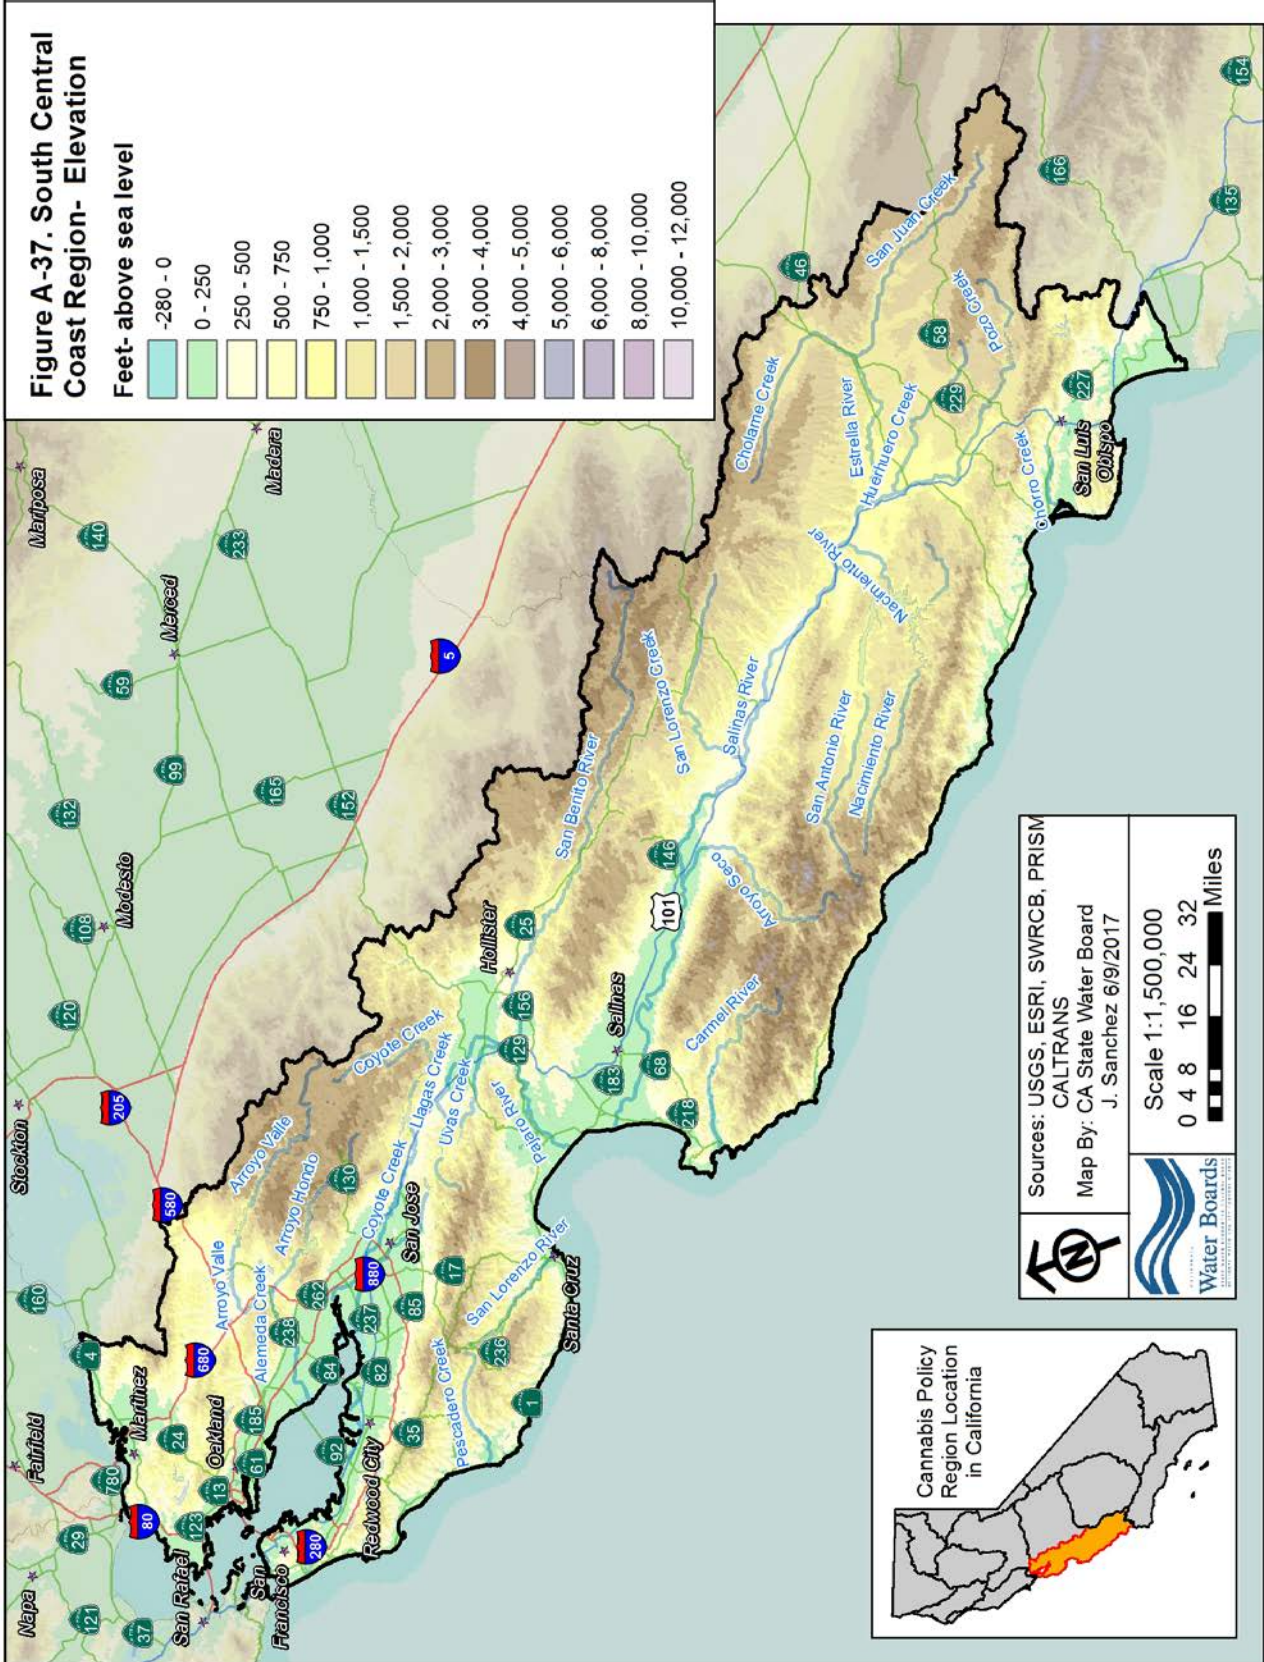 Figure A-37. South Central
Coast Region- Elevation
Feet- above sea level
-280 - 0
0 - 250
250 - 500
500 - 750
750 - 1,000
1,000 - 1,500
1,500 - 2,000
2,000 - 3,000
3,000 - 4,000
4,000 - 5,000
5,000 - 6,000
6,000 - 8,000
8,000 - 10,000
10,000 - 12,000
Napa
Fairfield
Stockton
Modesto
Merced
Mariposa
Madera
San Rafael
San
Francisco
Oakland
Martinez
Redwood City
San Jose
Santa Cruz
Hollister
Salinas
San Luis
Obispo
121
37
29
780
80
123
13
24
61
185
680
4
160
580
205
120
108
132
99
165
152
59
140
233
5
280
92
35
82
84
238
262
237
880
85
17
236
1
130
129
156
25
183
68
218
101
146
46
58
229
227
166
135
154
Arroyo Valle
Arroyo Valle
Alemeda Creek
Arroyo Hondo
Coyote Creek
Coyote Creek
Llagas Creek
Uvas Creek
Pajaro River
Pescadero Creek
San Lorenzo River
Carmel River
Arroyo Seco
San Benito River
San Lorenzo Creek
Salinas River
San Antonio River
Nacimiento River
Nacimiento River
Cholame Creek
Estrella River
Huerhuero Creek
San Juan Creek
Pozo Creek
Chorro Creek
Cannabis Policy
Region Location
in California
N
Sources: USGS, ESRI, SWRCB, PRISM
CALTRANS
Map By: CA State Water Board
J. Sanchez 6/9/2017
Water Boards
Scale 1:1,500,000
0 4 8 16 24 32
Miles